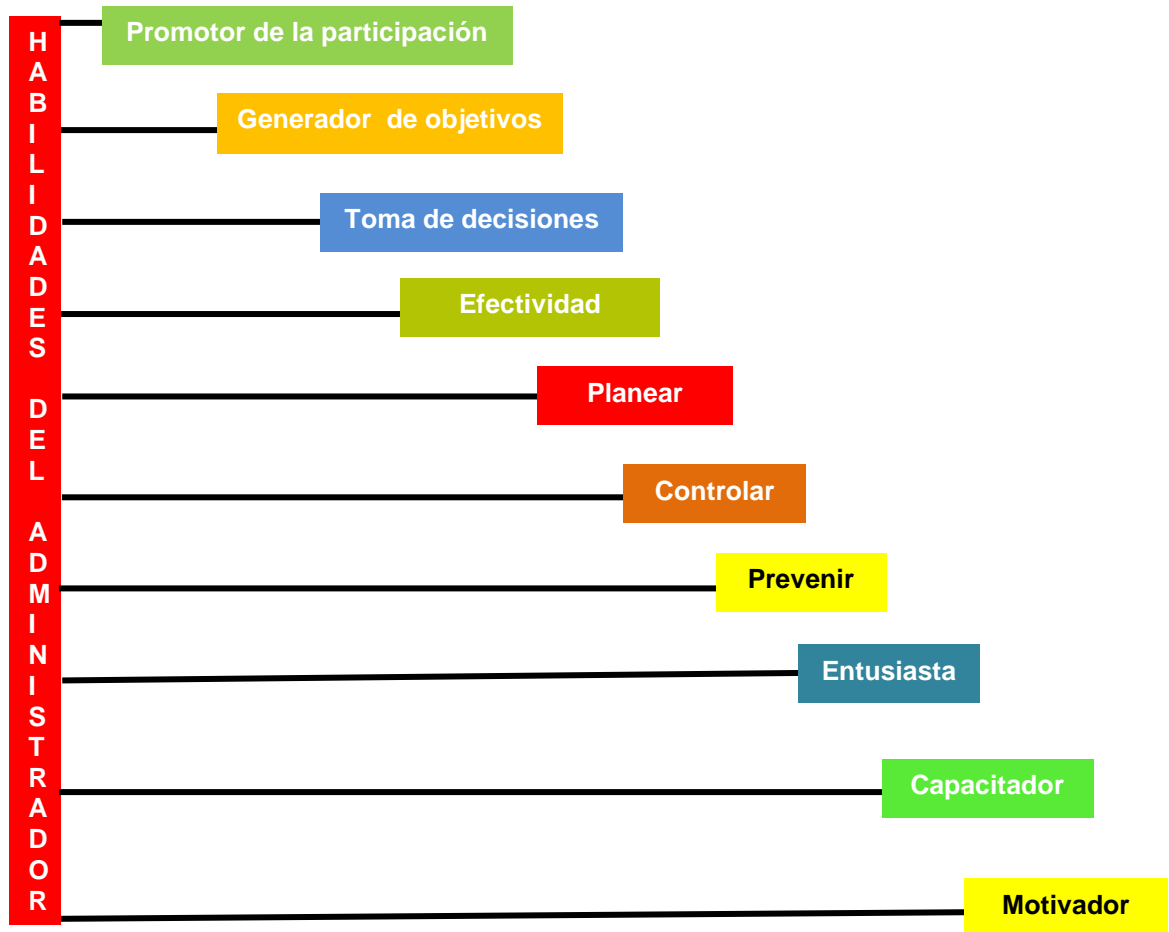 HABILIDADES DEL ADMINISTRADOR
Promotor de la participación
Generador de objetivos
Toma de decisiones
Efectividad
Planear
Controlar
Prevenir
Entusiasta
Capacitador
Motivador